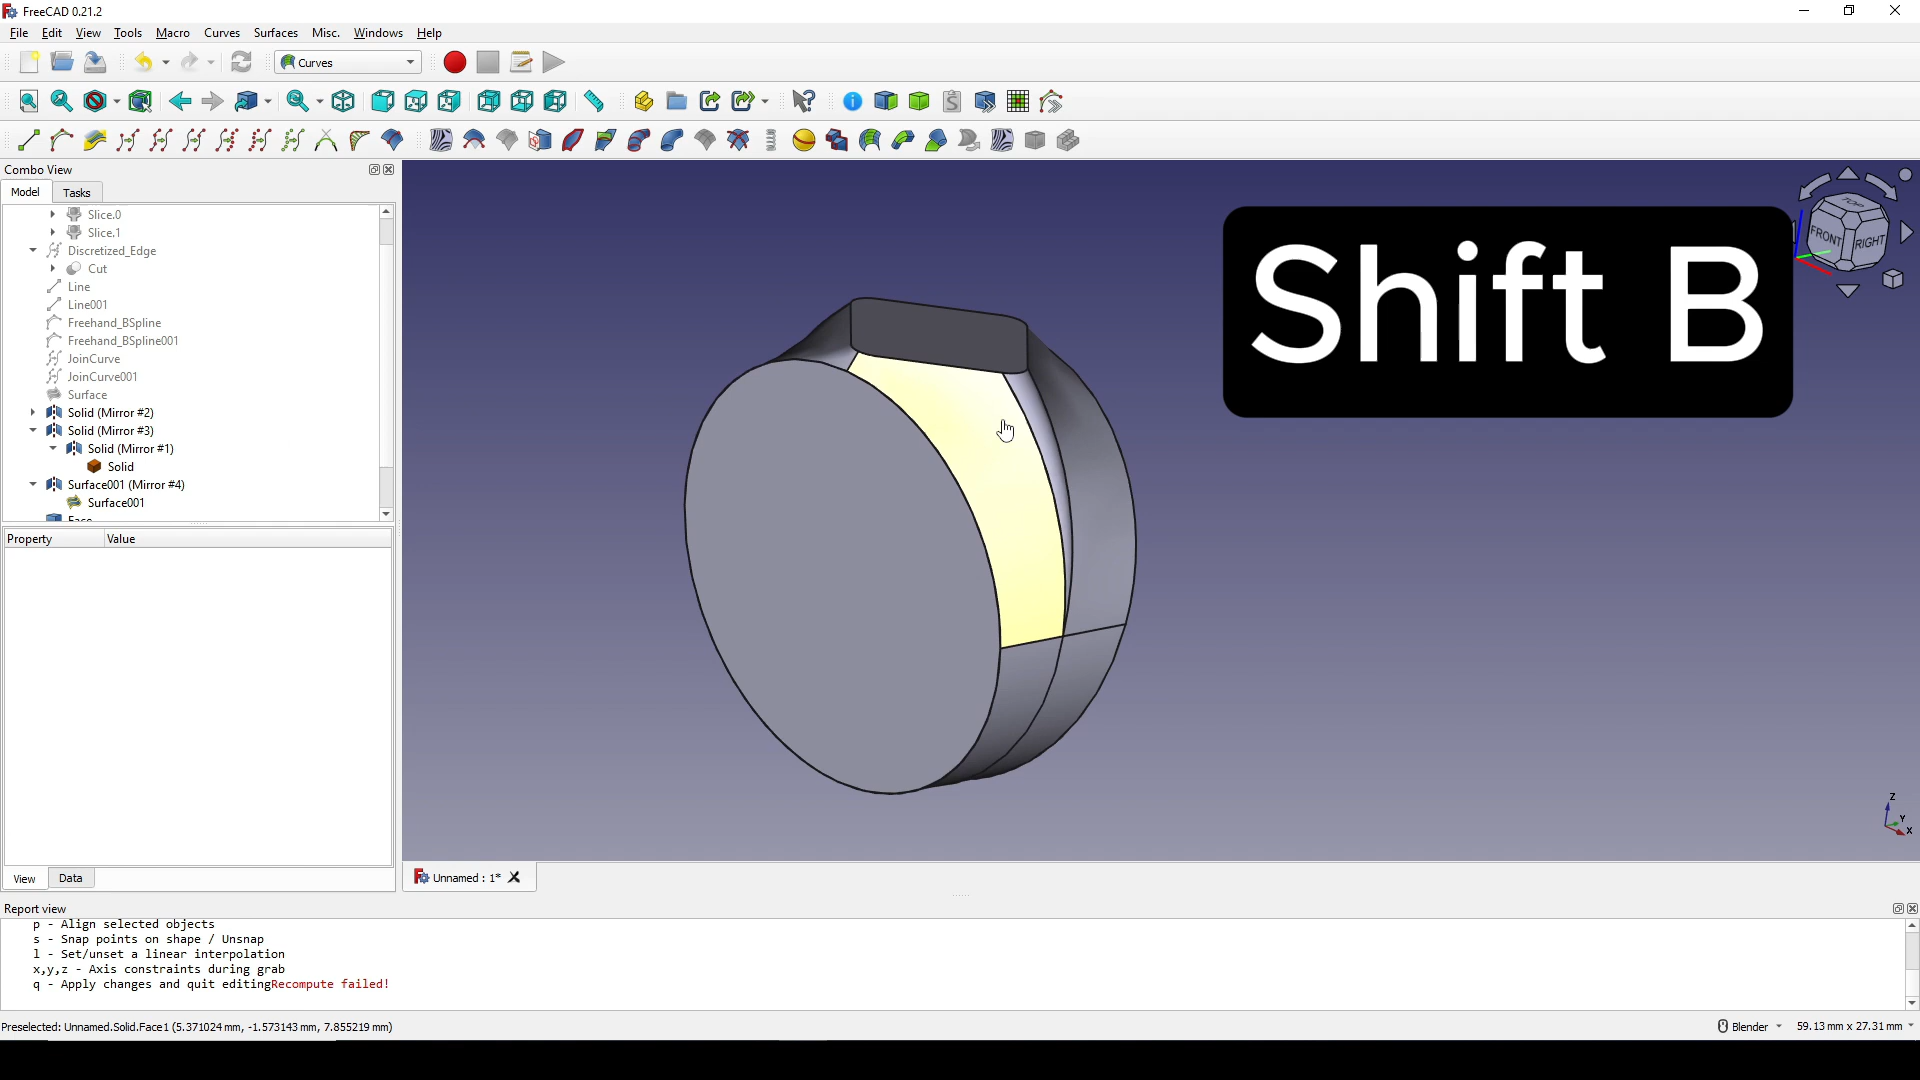 FreeCAD 0.21.2
File Edit View Tools Macro Curves Surfaces Misc. Windows Help
Curves
Combo View
Model Tasks
Slice.0
Slice.1
Discretized_Edge
Cut
Line
Line001
Freehand_BSpline
Freehand_BSpline001
JoinCurve
JoinCurve001
Surface
Solid (Mirror #2)
Solid (Mirror #3)
Solid (Mirror #1)
Solid
Surface001 (Mirror #4)
Surface001
Face
Property Value
View Data
Shift B
TOP
FRONT RIGHT
Z
Y
X
Unnamed : 1*
Report view
p - Align selected objects
s - Snap points on shape / Unsnap
l - Set/unset a linear interpolation
x,y,z - Axis constraints during grab
q - Apply changes and quit editingRecompute failed!
Preselected: Unnamed.Solid.Face1 (5.371024 mm, -1.573143 mm, 7.855219 mm)
Blender 59.13 mm x 27.31 mm